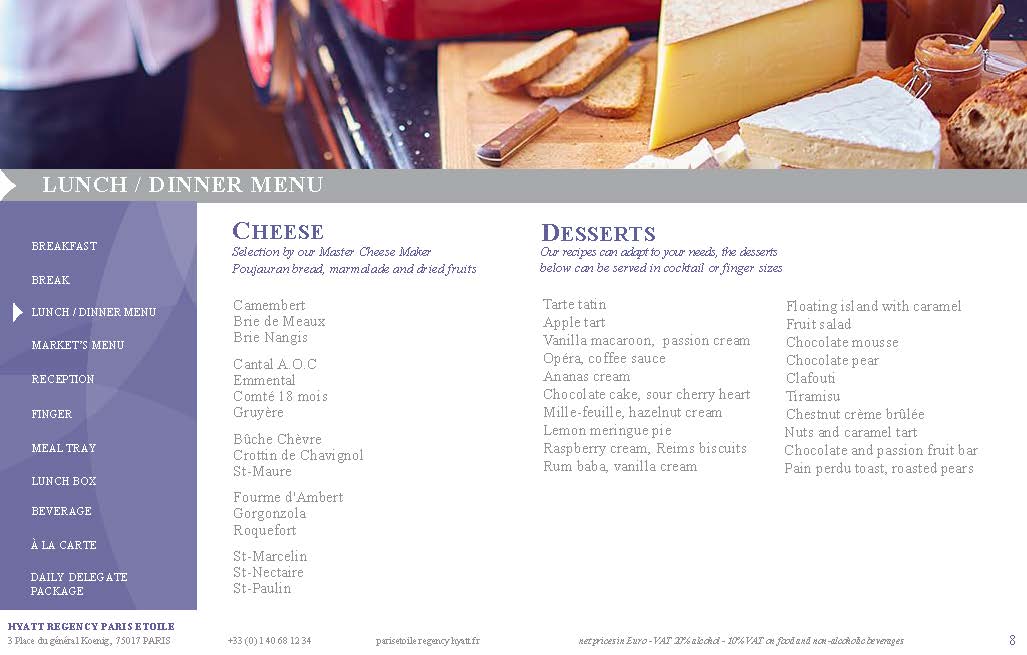 LUNCH / DINNER MENU
BREAKFAST
BREAK
LUNCH / DINNER MENU
MARKET'S MENU
RECEPTION
FINGER
MEAL TRAY
LUNCH BOX
BEVERAGE
À LA CARTE
DAILY DELEGATE
PACKAGE
CHEESE
Selection by our Master Cheese Maker
Poujauran bread, marmalade and dried fruits
Camembert
Brie de Meaux
Brie Nangis
Cantal A.O.C
Emmental
Comté 18 mois
Gruyère
Bûche Chèvre
Crottin de Chavignol
St-Maure
Fourme d'Ambert
Gorgonzola
Roquefort
St-Marcelin
St-Nectaire
St-Paulin
DESSERTS
Our recipes can adapt to your needs, the desserts
below can be served in cocktail or finger sizes
Tarte tatin
Apple tart
Vanilla macaroon, passion cream
Opéra, coffee sauce
Ananas cream
Chocolate cake, sour cherry heart
Mille-feuille, hazelnut cream
Lemon meringue pie
Raspberry cream, Reims biscuits
Rum baba, vanilla cream
Floating island with caramel
Fruit salad
Chocolate mousse
Chocolate pear
Clafouti
Tiramisu
Chestnut crème brûlée
Nuts and caramel tart
Chocolate and passion fruit bar
Pain perdu toast, roasted pears
HYATT REGENCY PARIS ETOILE
3 Place du général Koenig, 75017 PARIS
+33 (0) 1 40 68 12 34
parisetoile.regency.hyatt.fr
net prices in Euro - VAT 20% alcohol - 10% VAT on food and non-alcoholic beverages
8